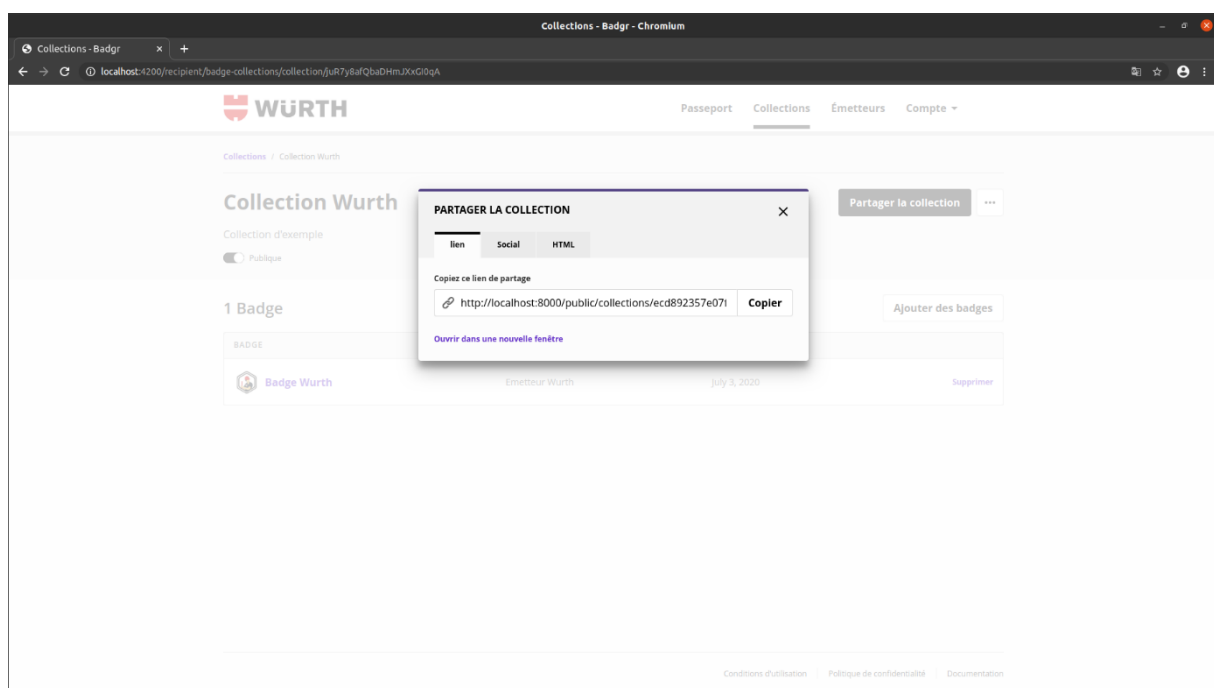 Collections - Badgr - Chromium
Collections - Badgr
localhost:4200/recipient/badge-collections/collection/juR7y8afQbaDHmJXxGI0qA
WÜRTH
Passeport Collections Émetteurs Compte
Collections / Collection Wurth
Collection Wurth
Partager la collection
Collection d'exemple
Publique
PARTAGER LA COLLECTION
lien Social HTML
Copiez ce lien de partage
http://localhost:8000/public/collections/ecd892357e07f
Copier
Ouvrir dans une nouvelle fenêtre
1 Badge
Ajouter des badges
BADGE
Badge Wurth Emetteur Wurth July 3, 2020 Supprimer
Conditions d'utilisation Politique de confidentialité Documentation